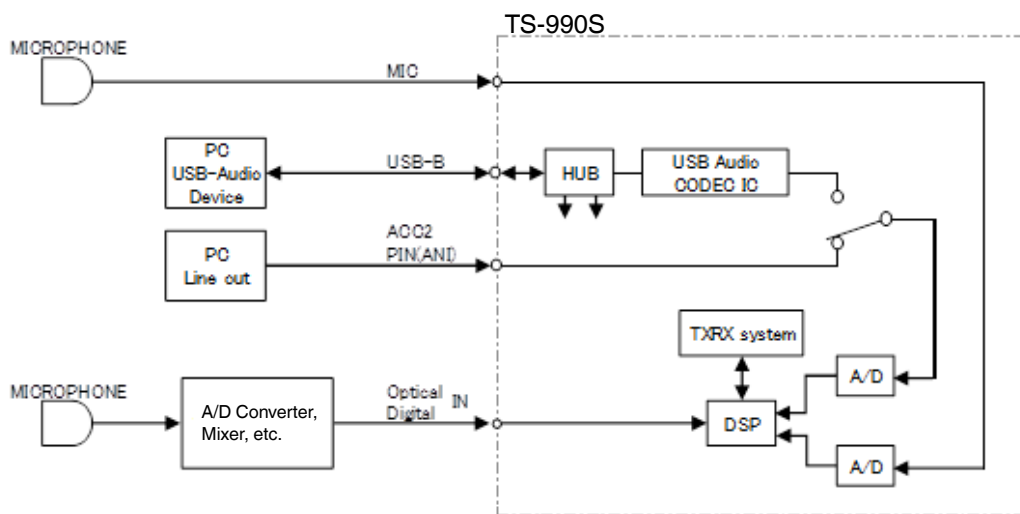 TS-990S
MICROPHONE
MIC
PC
USB-Audio
Device
USB-B
HUB
USB Audio
CODEC IC
PC
Line out
ACC2
PIN(ANI)
TXRX system
MICROPHONE
A/D Converter,
Mixer, etc.
Optical
Digital IN
DSP
A/D
A/D